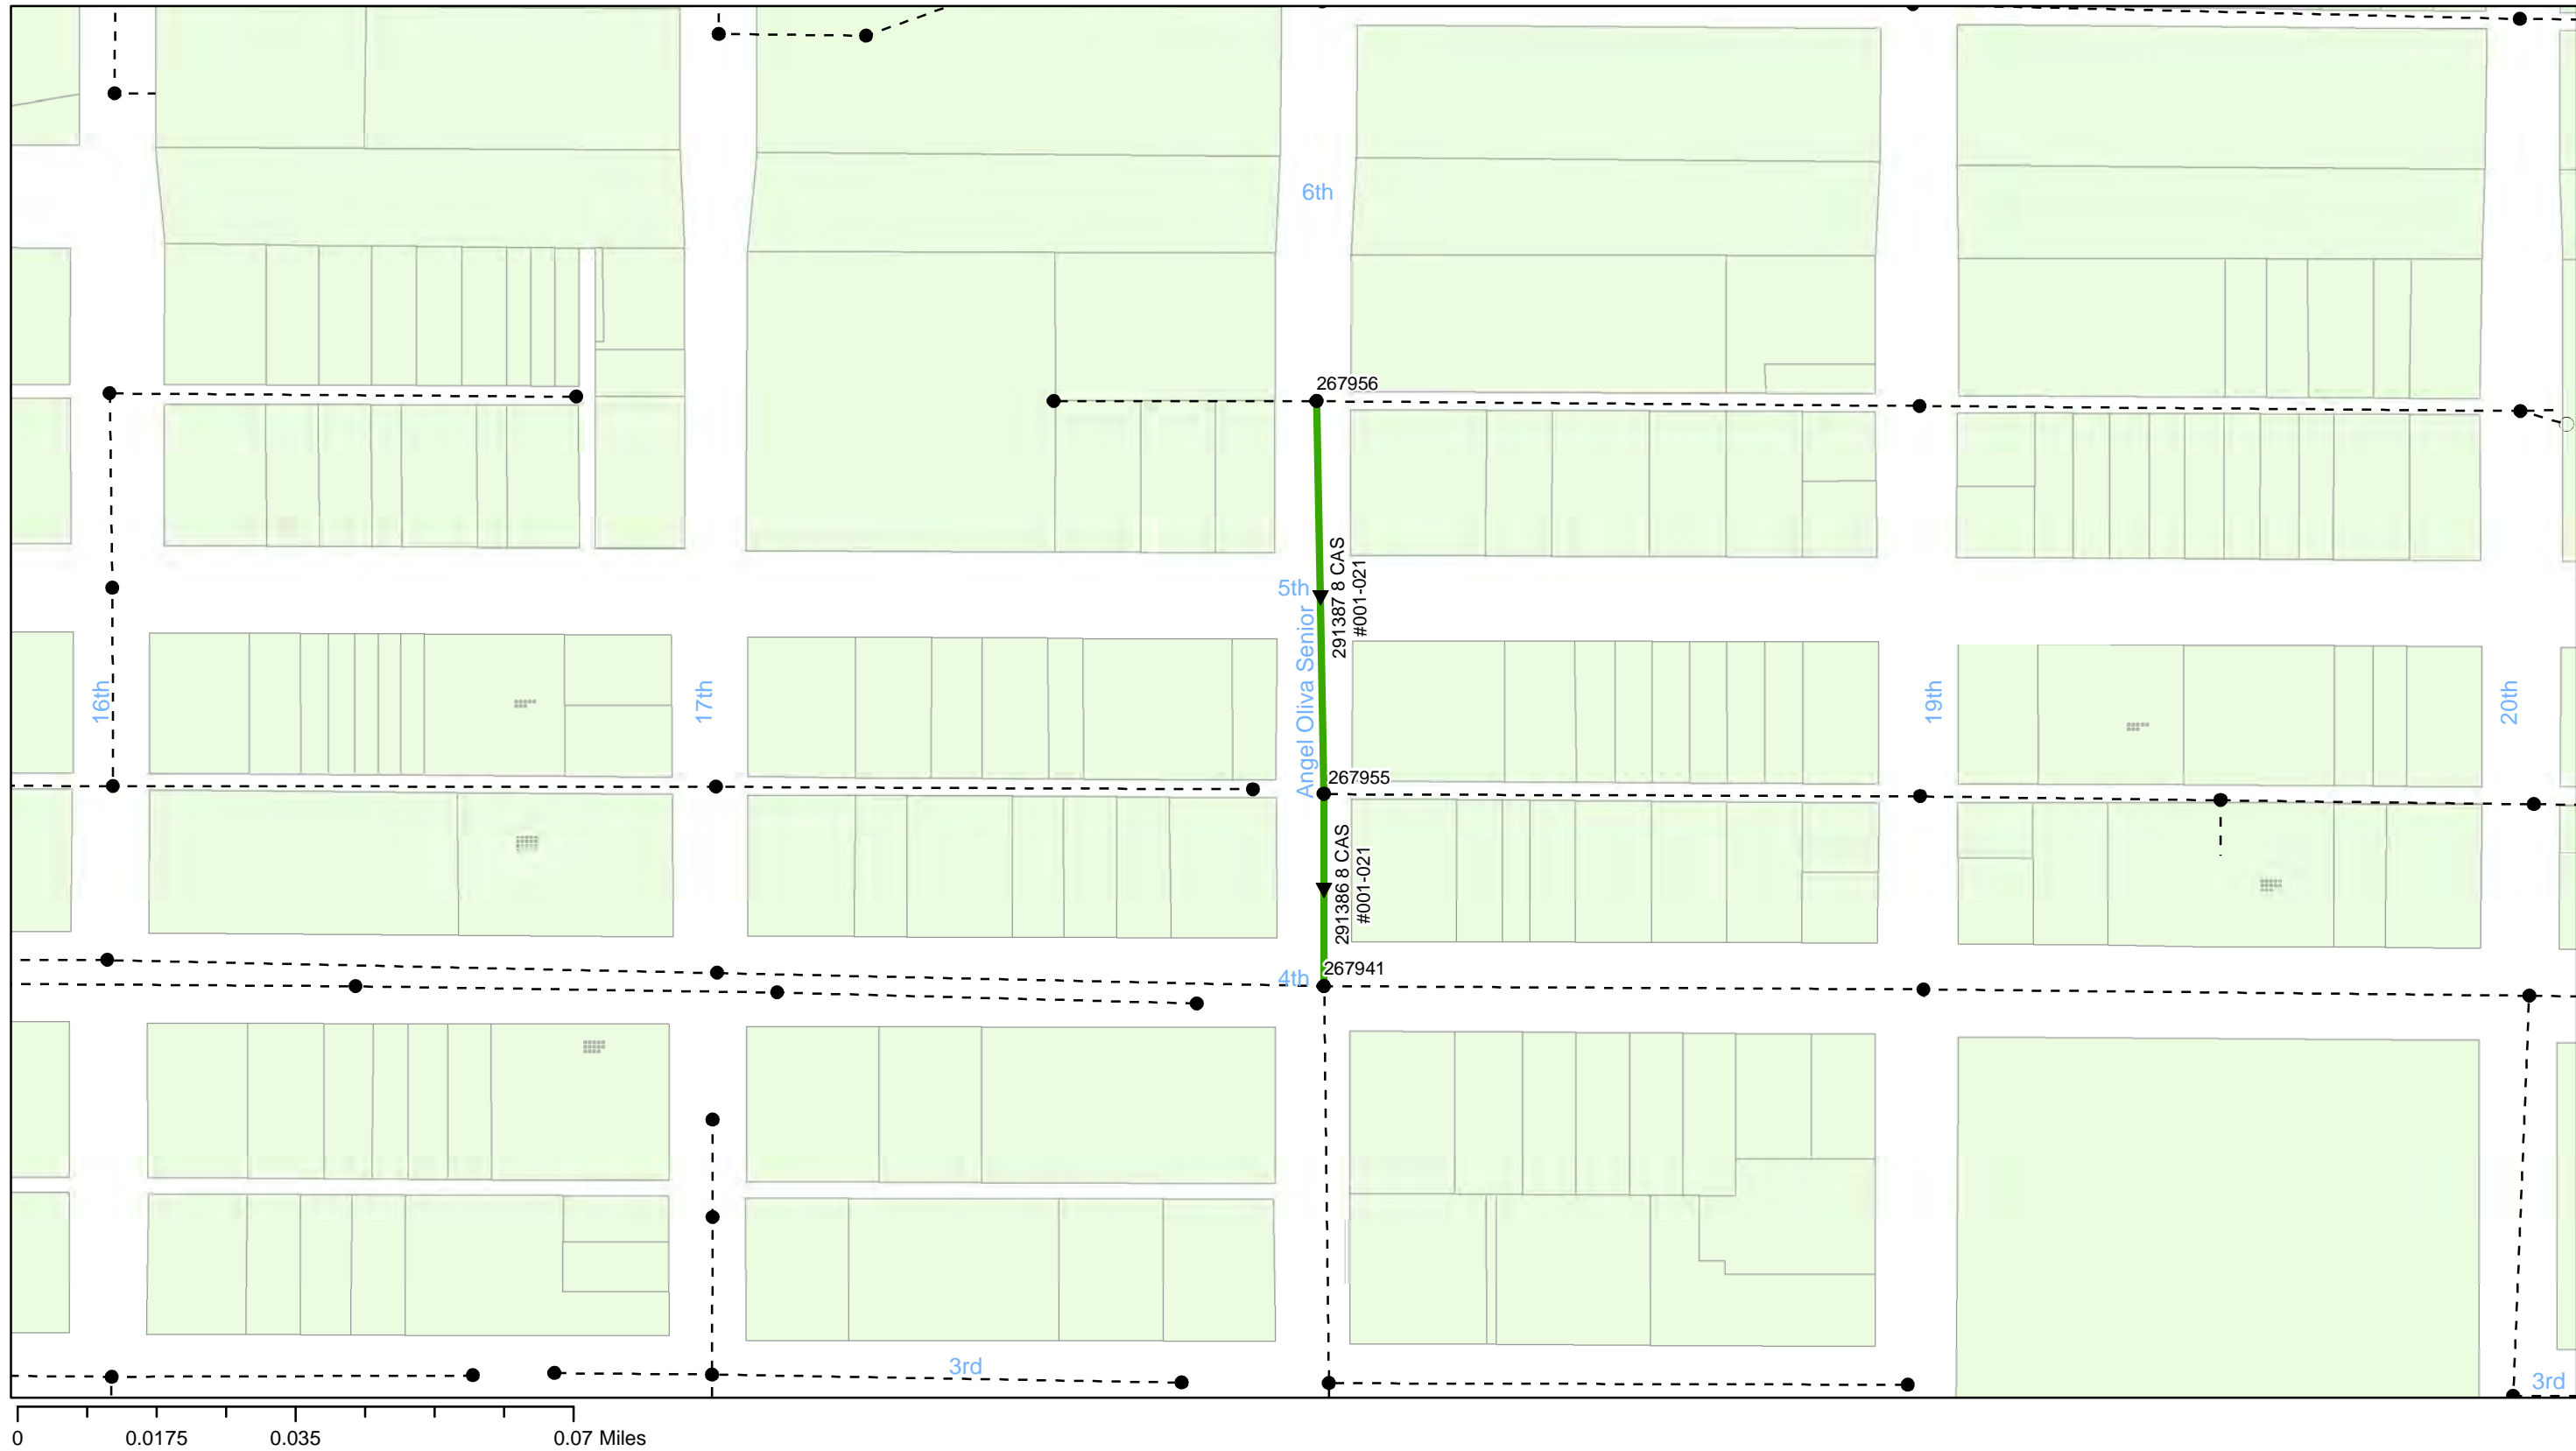 6th
267956
5th
291387 8 CAS
#001-021
Angel Oliva Senior
16th
17th
19th
20th
267955
291386 8 CAS
#001-021
4th
267941
3rd
3rd
0
0.0175
0.035
0.07 Miles